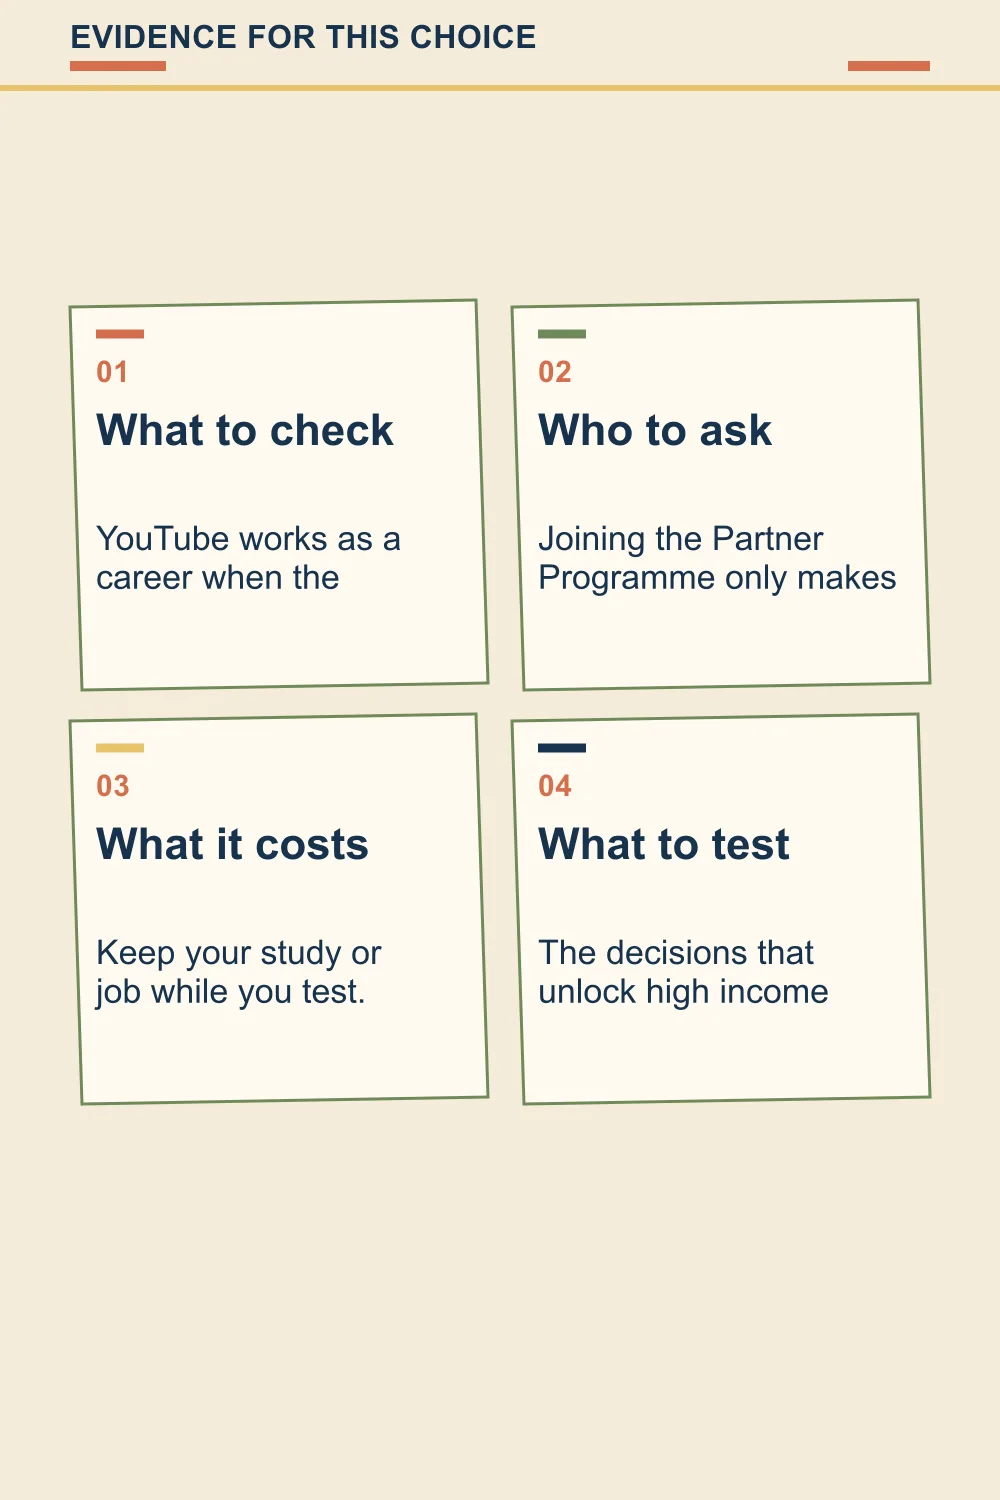 EVIDENCE FOR THIS CHOICE
01
What to check
YouTube works as a
career when the
02
Who to ask
Joining the Partner
Programme only makes
03
What it costs
Keep your study or
job while you test.
04
What to test
The decisions that
unlock high income